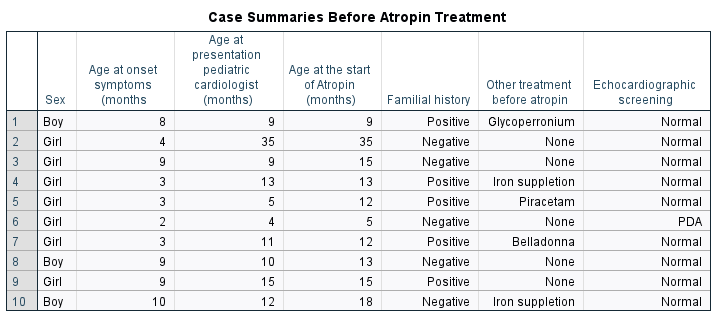 Case Summaries Before Atropin Treatment
Sex | Age at onset symptoms (months | Age at presentation pediatric cardiologist (months) | Age at the start of Atropin (months) | Familial history | Other treatment before atropin | Echocardiographic screening
1 Boy 8 9 9 Positive Glycoperronium Normal
2 Girl 4 35 35 Negative None Normal
3 Girl 9 9 15 Negative None Normal
4 Girl 3 13 13 Positive Iron suppletion Normal
5 Girl 3 5 12 Positive Piracetam Normal
6 Girl 2 4 5 Negative None PDA
7 Girl 3 11 12 Positive Belladonna Normal
8 Boy 9 10 13 Negative None Normal
9 Girl 9 15 15 Positive None Normal
10 Boy 10 12 18 Negative Iron suppletion Normal